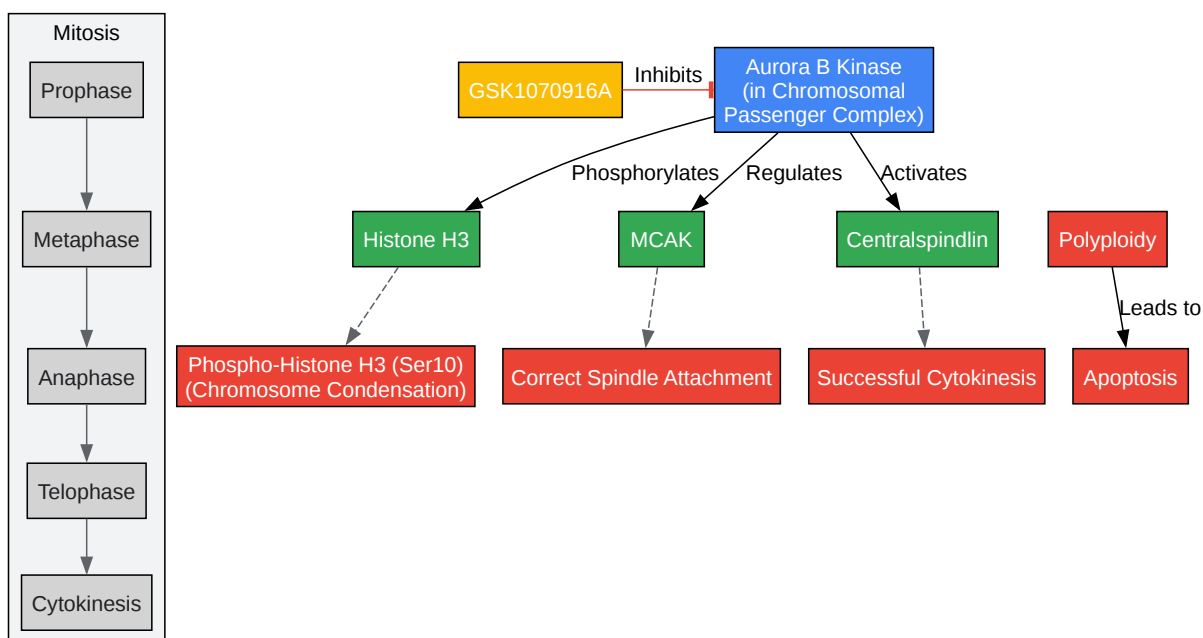 Mitosis
Prophase
Metaphase
Anaphase
Telophase
Cytokinesis
GSK1070916A
Inhibits
Aurora B Kinase
(in Chromosomal
Passenger Complex)
Phosphorylates
Regulates
Activates
Histone H3
MCAK
Centralspindlin
Polyploidy
Leads to
Phospho-Histone H3 (Ser10)
(Chromosome Condensation)
Correct Spindle Attachment
Successful Cytokinesis
Apoptosis